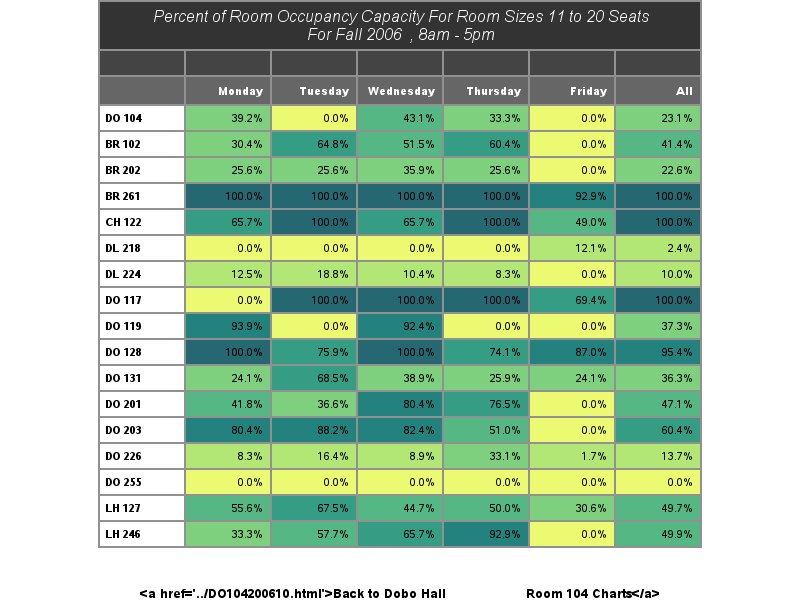 Percent of Room Occupancy Capacity For Room Sizes 11 to 20 Seats
For Fall 2006 , 8am - 5pm
Monday Tuesday Wednesday Thursday Friday All
DO 104 39.2% 0.0% 43.1% 33.3% 0.0% 23.1%
BR 102 30.4% 64.8% 51.5% 60.4% 0.0% 41.4%
BR 202 25.6% 25.6% 35.9% 25.6% 0.0% 22.6%
BR 261 100.0% 100.0% 100.0% 100.0% 92.9% 100.0%
CH 122 65.7% 100.0% 65.7% 100.0% 49.0% 100.0%
DL 218 0.0% 0.0% 0.0% 0.0% 12.1% 2.4%
DL 224 12.5% 18.8% 10.4% 8.3% 0.0% 10.0%
DO 117 0.0% 100.0% 100.0% 100.0% 69.4% 100.0%
DO 119 93.9% 0.0% 92.4% 0.0% 0.0% 37.3%
DO 128 100.0% 75.9% 100.0% 74.1% 87.0% 95.4%
DO 131 24.1% 68.5% 38.9% 25.9% 24.1% 36.3%
DO 201 41.8% 36.6% 80.4% 76.5% 0.0% 47.1%
DO 203 80.4% 88.2% 82.4% 51.0% 0.0% 60.4%
DO 226 8.3% 16.4% 8.9% 33.1% 1.7% 13.7%
DO 255 0.0% 0.0% 0.0% 0.0% 0.0% 0.0%
LH 127 55.6% 67.5% 44.7% 50.0% 30.6% 49.7%
LH 246 33.3% 57.7% 65.7% 92.9% 0.0% 49.9%
<a href='../DO104200610.html'>Back to Dobo Hall Room 104 Charts</a>